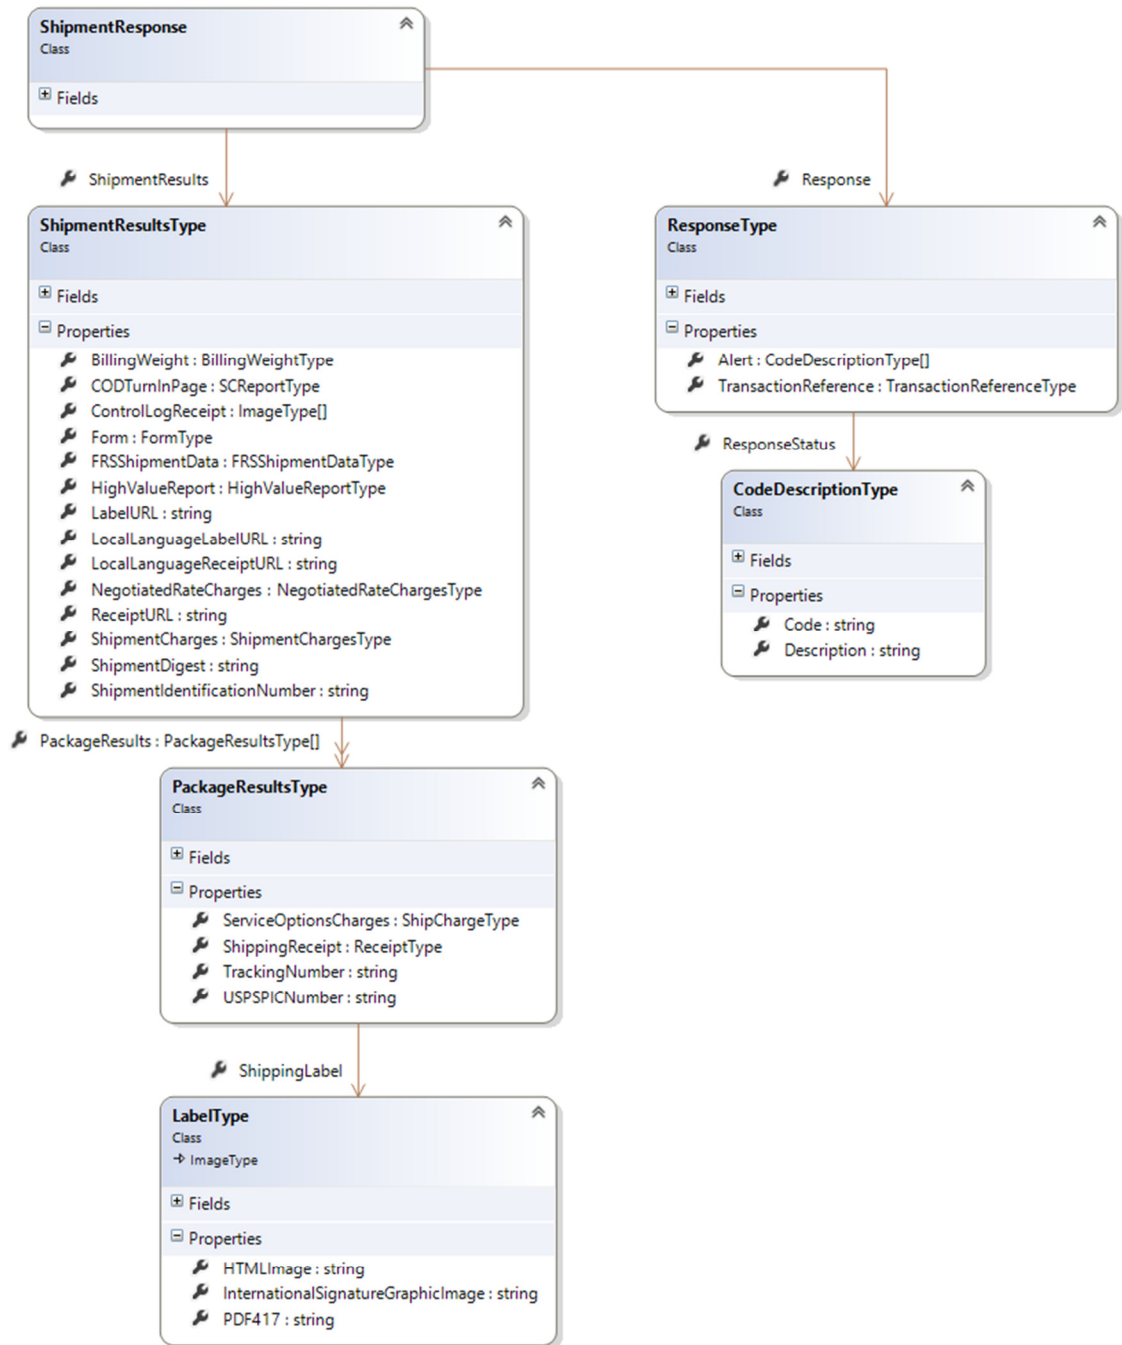 ShipmentResponse
Class
Fields
ShipmentResults
Response
ShipmentResultsType
Class
Fields
Properties
BillingWeight : BillingWeightType
CODTurnInPage : SCReportType
ControlLogReceipt : ImageType[]
Form : FormType
FRSShipmentData : FRSShipmentDataType
HighValueReport : HighValueReportType
LabelURL : string
LocalLanguageLabelURL : string
LocalLanguageReceiptURL : string
NegotiatedRateCharges : NegotiatedRateChargesType
ReceiptURL : string
ShipmentCharges : ShipmentChargesType
ShipmentDigest : string
ShipmentIdentificationNumber : string
ResponseType
Class
Fields
Properties
Alert : CodeDescriptionType[]
TransactionReference : TransactionReferenceType
ResponseStatus
CodeDescriptionType
Class
Fields
Properties
Code : string
Description : string
PackageResults : PackageResultsType[]
PackageResultsType
Class
Fields
Properties
ServiceOptionsCharges : ShipChargeType
ShippingReceipt : ReceiptType
TrackingNumber : string
USPSPICNumber : string
ShippingLabel
LabelType
Class
ImageType
Fields
Properties
HTMLImage : string
InternationalSignatureGraphicImage : string
PDF417 : string